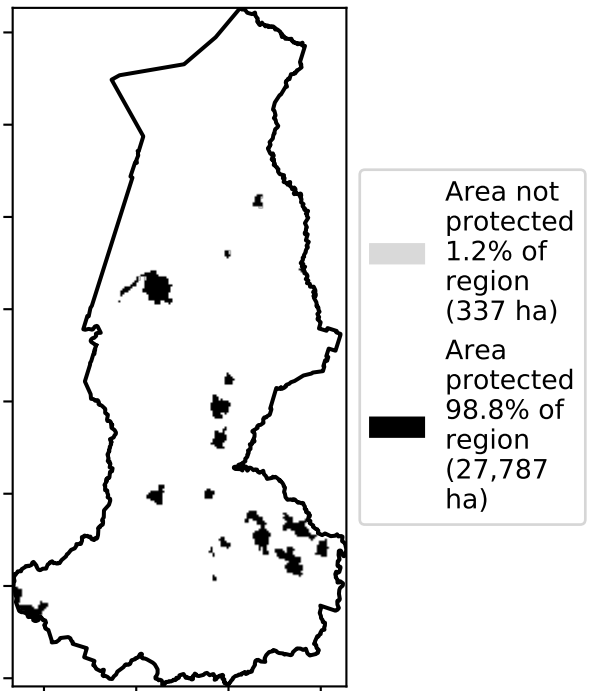 Area not
protected
1.2% of
region
(337 ha)
Area
protected
98.8% of
region
(27,787
ha)